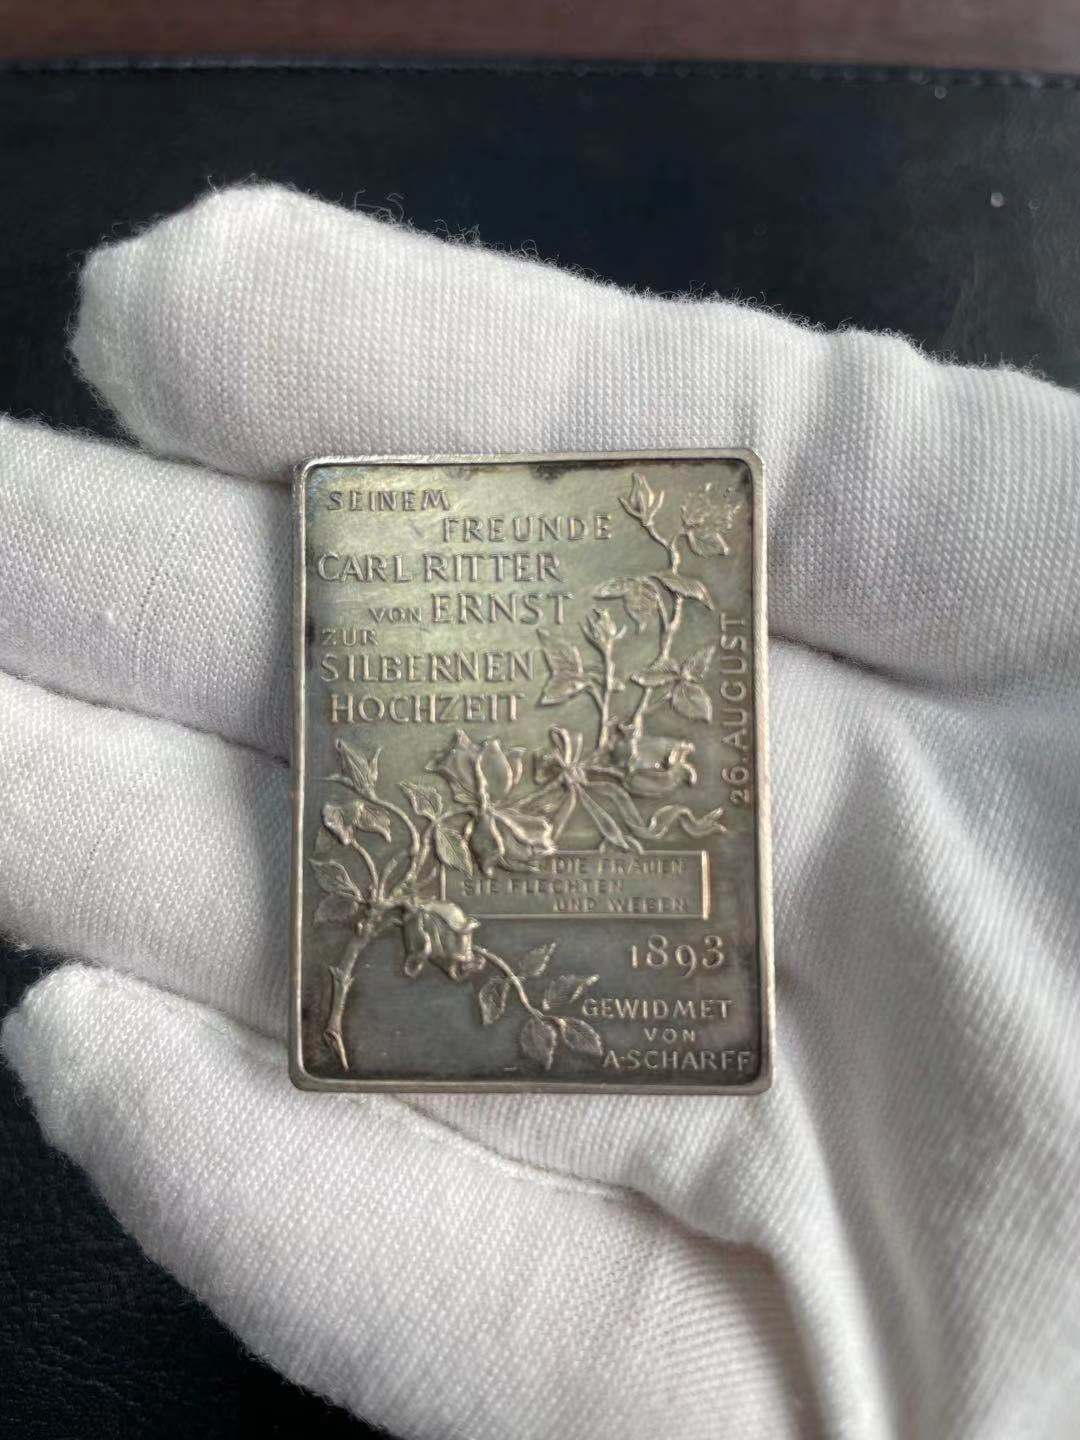 SEINEM
FREUNDE
CARL RITTER
VON ERNST
ZUR
SILBERNEN
HOCHZEIT
26. AUGUST
DIE FRAUEN
SIE FLECHTEN
UND WEBEN
1893
GEWIDMET
VON
A·SCHARFF